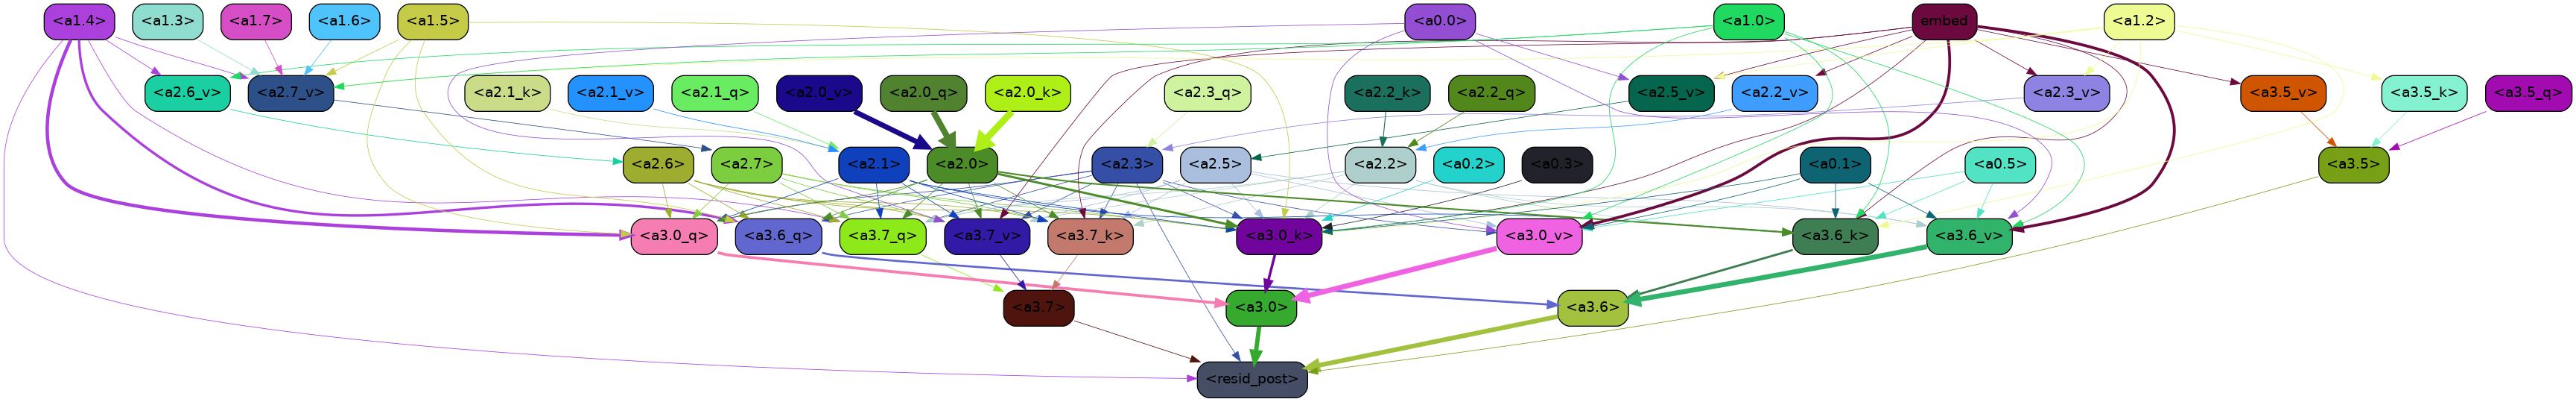 <a1.4> <a1.3> <a1.7> <a1.6> <a1.5> <a0.0> <a1.0> embed <a1.2>
<a2.6_v> <a2.7_v> <a2.1_k> <a2.1_v> <a2.1_q> <a2.0_v> <a2.0_q> <a2.0_k> <a2.3_q> <a2.2_k> <a2.2_q> <a2.5_v> <a2.2_v> <a2.3_v> <a3.5_v> <a3.5_k> <a3.5_q>
<a2.6> <a2.7> <a2.1> <a2.0> <a2.3> <a2.5> <a2.2> <a0.2> <a0.3> <a0.1> <a0.5> <a3.5>
<a3.0_q> <a3.6_q> <a3.7_q> <a3.7_v> <a3.7_k> <a3.0_k> <a3.0_v> <a3.6_k> <a3.6_v>
<a3.7> <a3.0> <a3.6>
<resid_post>